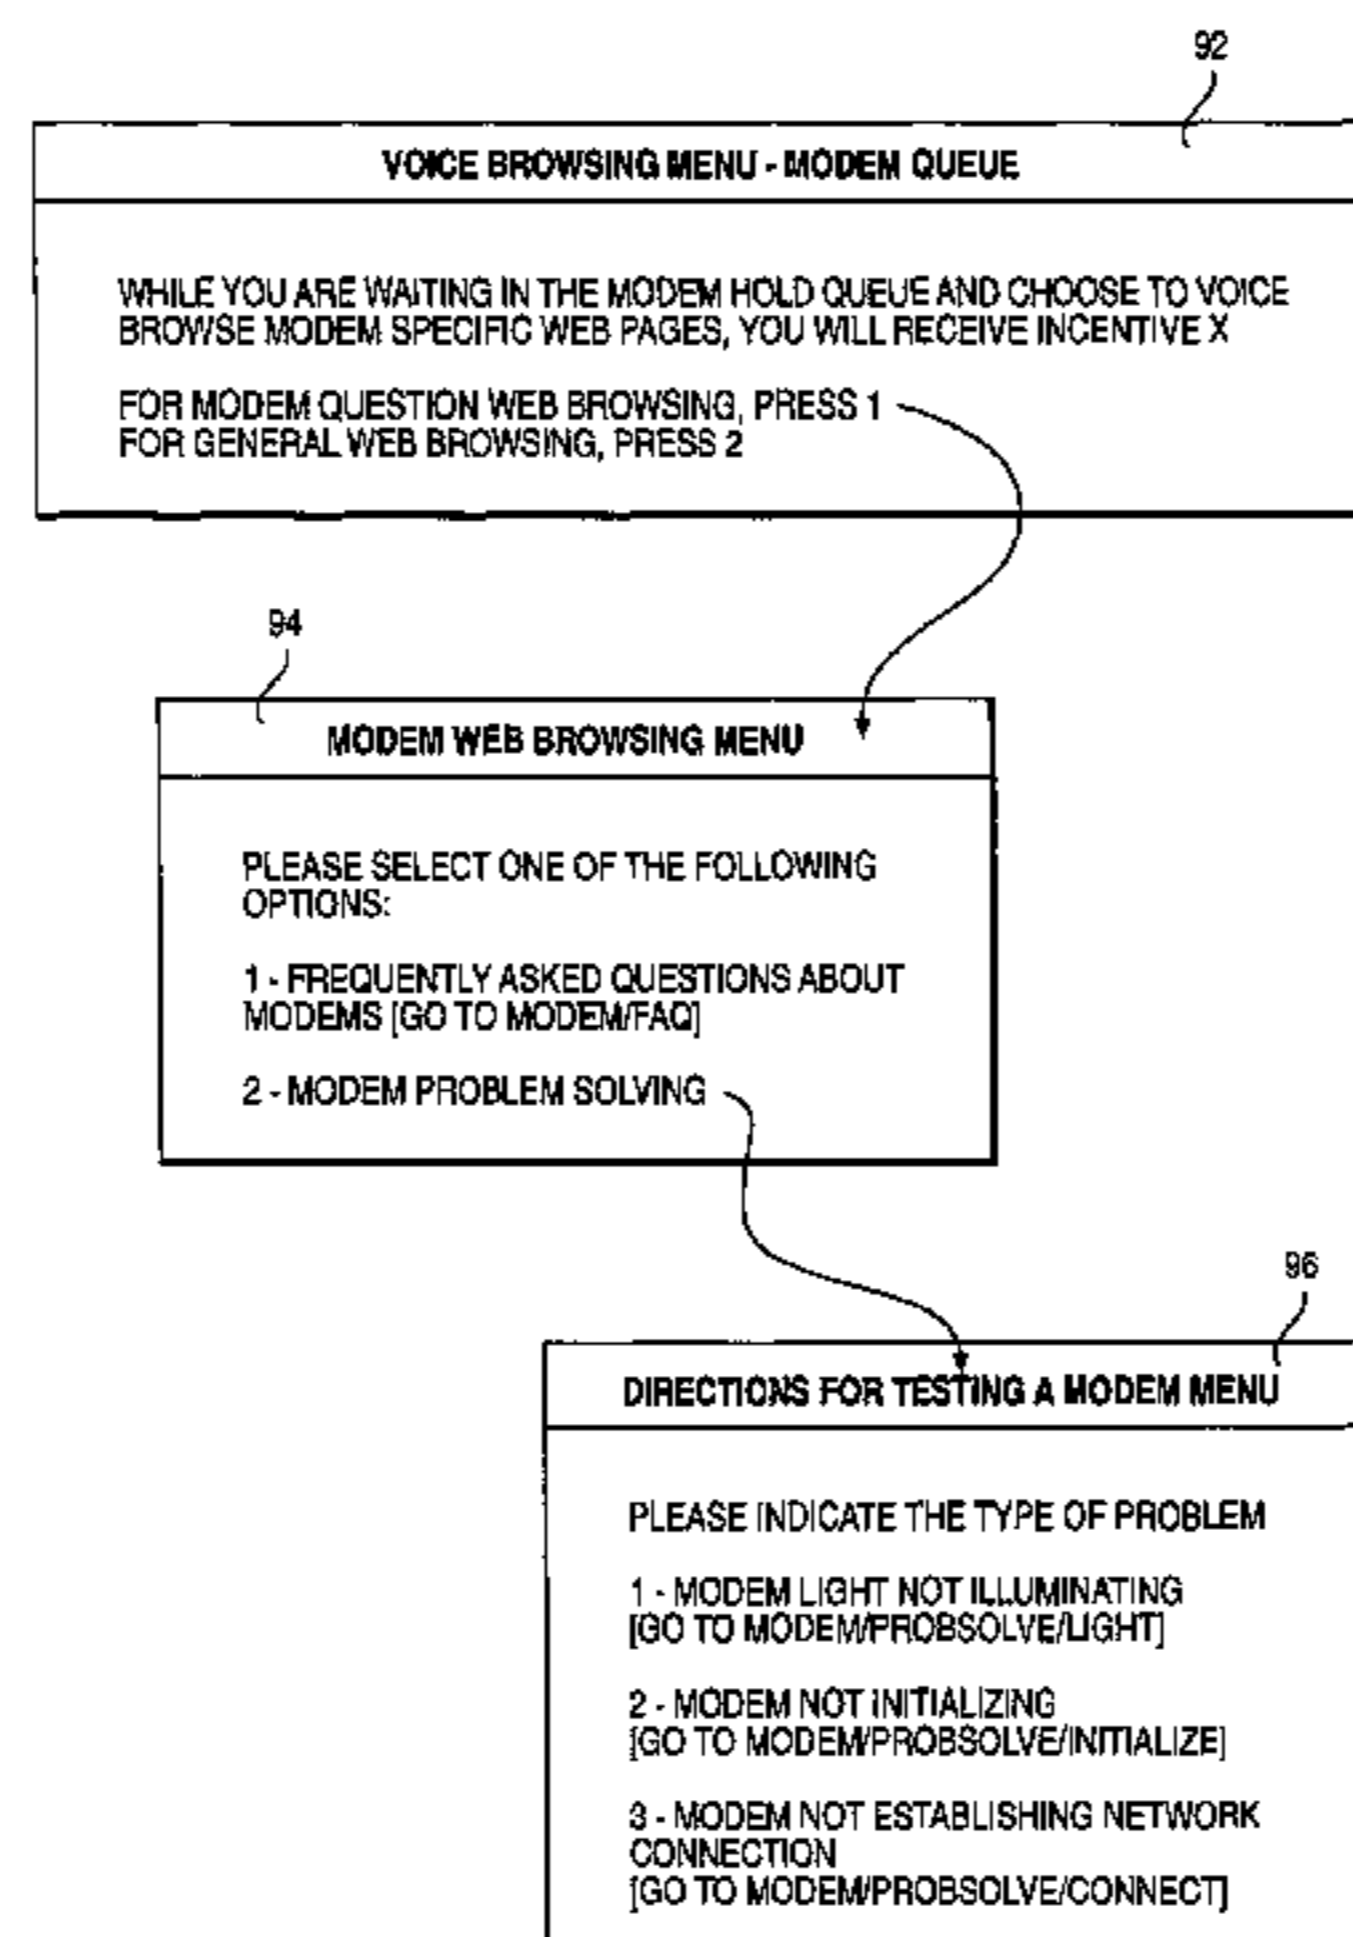 92
VOICE BROWSING MENU - MODEM QUEUE
WHILE YOU ARE WAITING IN THE MODEM HOLD QUEUE AND CHOOSE TO VOICE
BROWSE MODEM SPECIFIC WEB PAGES, YOU WILL RECEIVE INCENTIVE X
FOR MODEM QUESTION WEB BROWSING, PRESS 1
FOR GENERAL WEB BROWSING, PRESS 2
94
MODEM WEB BROWSING MENU
PLEASE SELECT ONE OF THE FOLLOWING
OPTIONS:
1 - FREQUENTLY ASKED QUESTIONS ABOUT
MODEMS [GO TO MODEM/FAQ]
2 - MODEM PROBLEM SOLVING
96
DIRECTIONS FOR TESTING A MODEM MENU
PLEASE INDICATE THE TYPE OF PROBLEM
1 - MODEM LIGHT NOT ILLUMINATING
[GO TO MODEM/PROBSOLVE/LIGHT]
2 - MODEM NOT INITIALIZING
[GO TO MODEM/PROBSOLVE/INITIALIZE]
3 - MODEM NOT ESTABLISHING NETWORK
CONNECTION
[GO TO MODEM/PROBSOLVE/CONNECT]